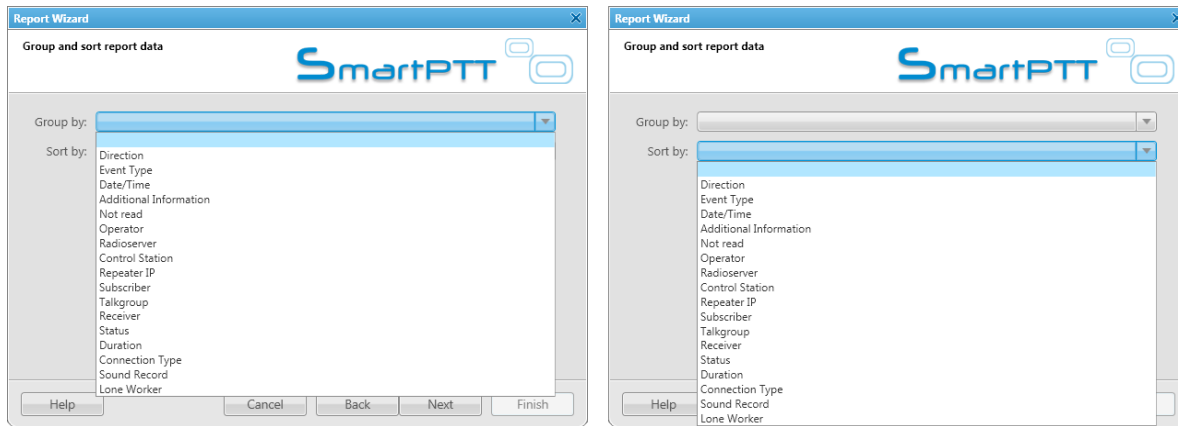 Report Wizard
Group and sort report data
SmartPTT
Group by:
Sort by:
Direction
Event Type
Date/Time
Additional Information
Not read
Operator
Radioserver
Control Station
Repeater IP
Subscriber
Talkgroup
Receiver
Status
Duration
Connection Type
Sound Record
Lone Worker
Help Cancel Back Next Finish
Report Wizard
Group and sort report data
SmartPTT
Group by:
Sort by:
Direction
Event Type
Date/Time
Additional Information
Not read
Operator
Radioserver
Control Station
Repeater IP
Subscriber
Talkgroup
Receiver
Status
Duration
Connection Type
Sound Record
Lone Worker
Help